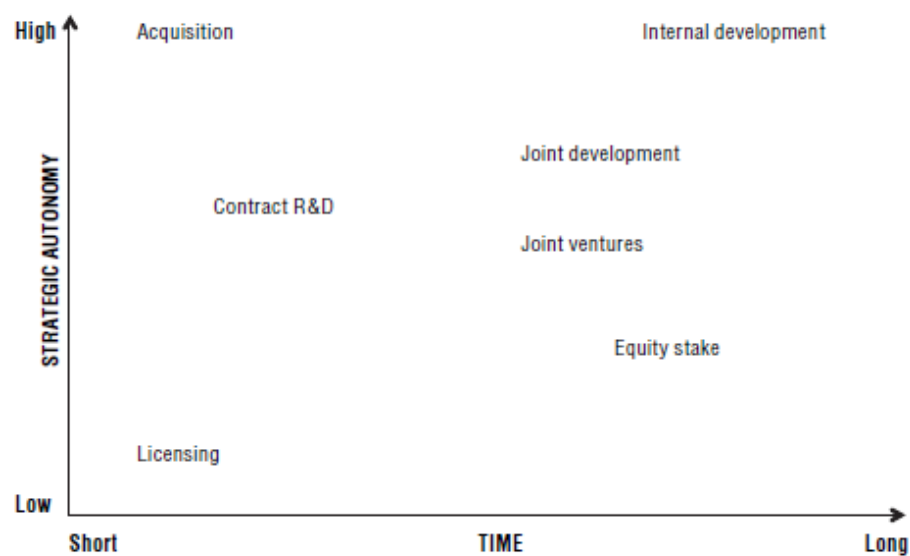 High
Acquisition
Internal development
Joint development
Contract R&D
Joint ventures
Equity stake
Licensing
Low
STRATEGIC AUTONOMY
Short
TIME
Long